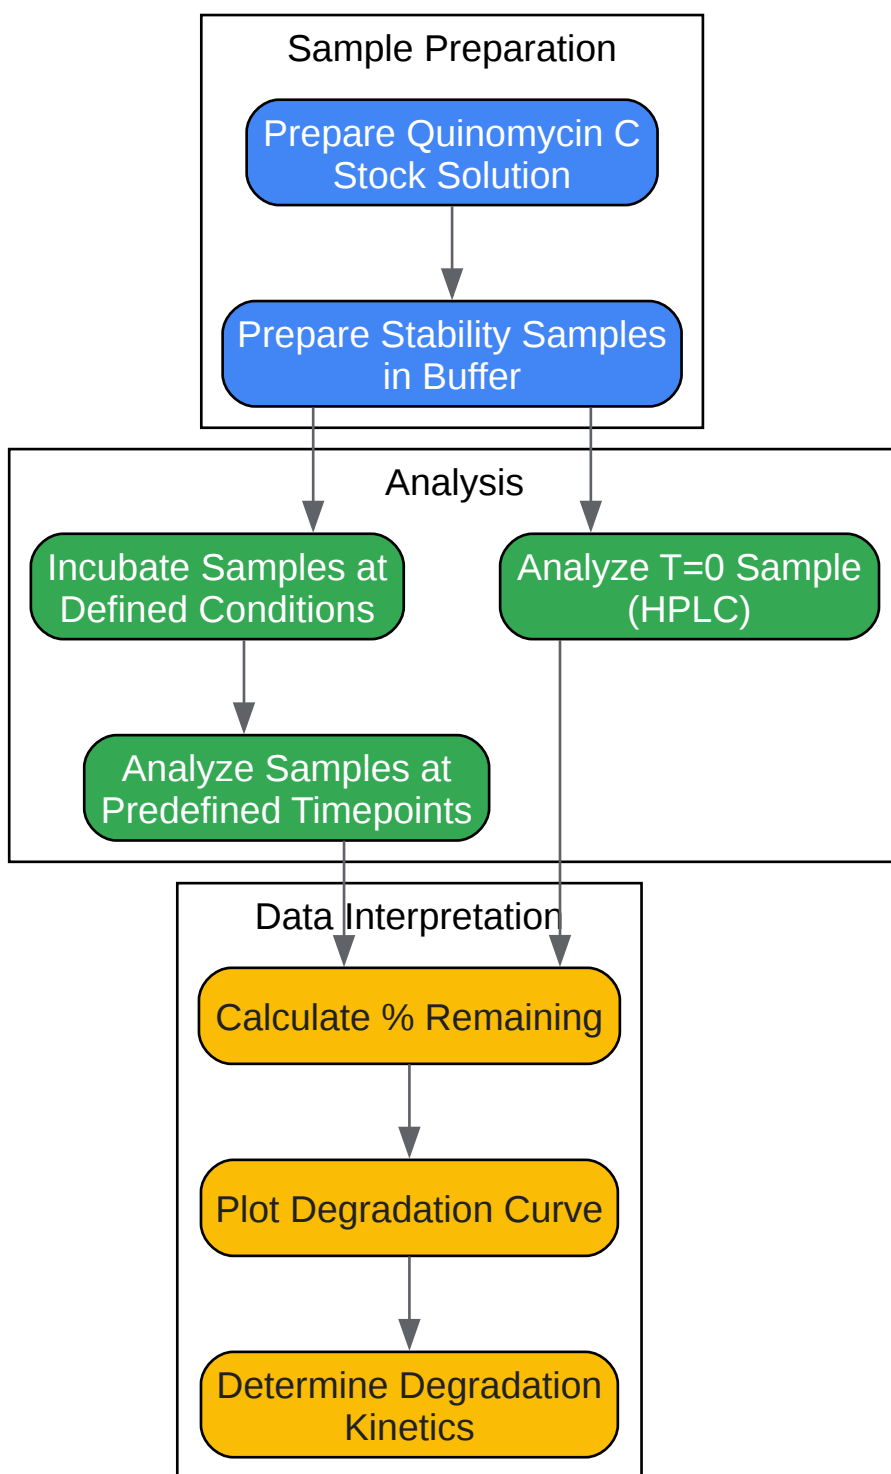 Sample Preparation
Prepare Quinomycin C
Stock Solution
Prepare Stability Samples
in Buffer
Analysis
Incubate Samples at
Defined Conditions
Analyze T=0 Sample
(HPLC)
Analyze Samples at
Predefined Timepoints
Data Interpretation
Calculate % Remaining
Plot Degradation Curve
Determine Degradation
Kinetics